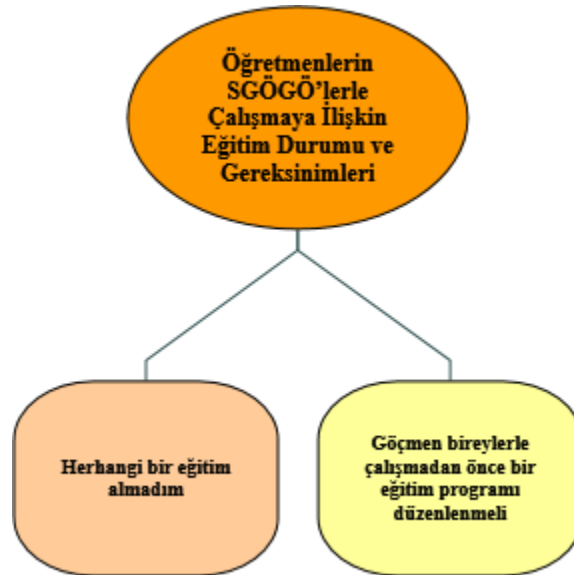 Öğretmenlerin
SGÖGÖ’lerle
Çalışmaya İlişkin
Eğitim Durumu ve
Gereksinimleri
Herhangi bir eğitim
almadım
Göçmen bireylerle
çalışmadan önce bir
eğitim programı
düzenlenmeli